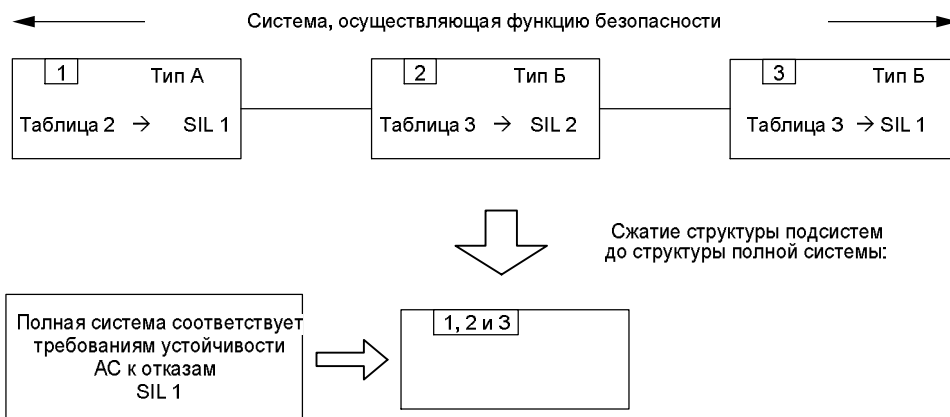 Система, осуществляющая функцию безопасности
1 Тип А
Таблица 2 → SIL 1
2 Тип Б
Таблица 3 → SIL 2
3 Тип Б
Таблица 3 → SIL 1
Сжатие структуры подсистем
до структуры полной системы:
Полная система соответствует
требованиям устойчивости
АС к отказам
SIL 1
1, 2 и 3